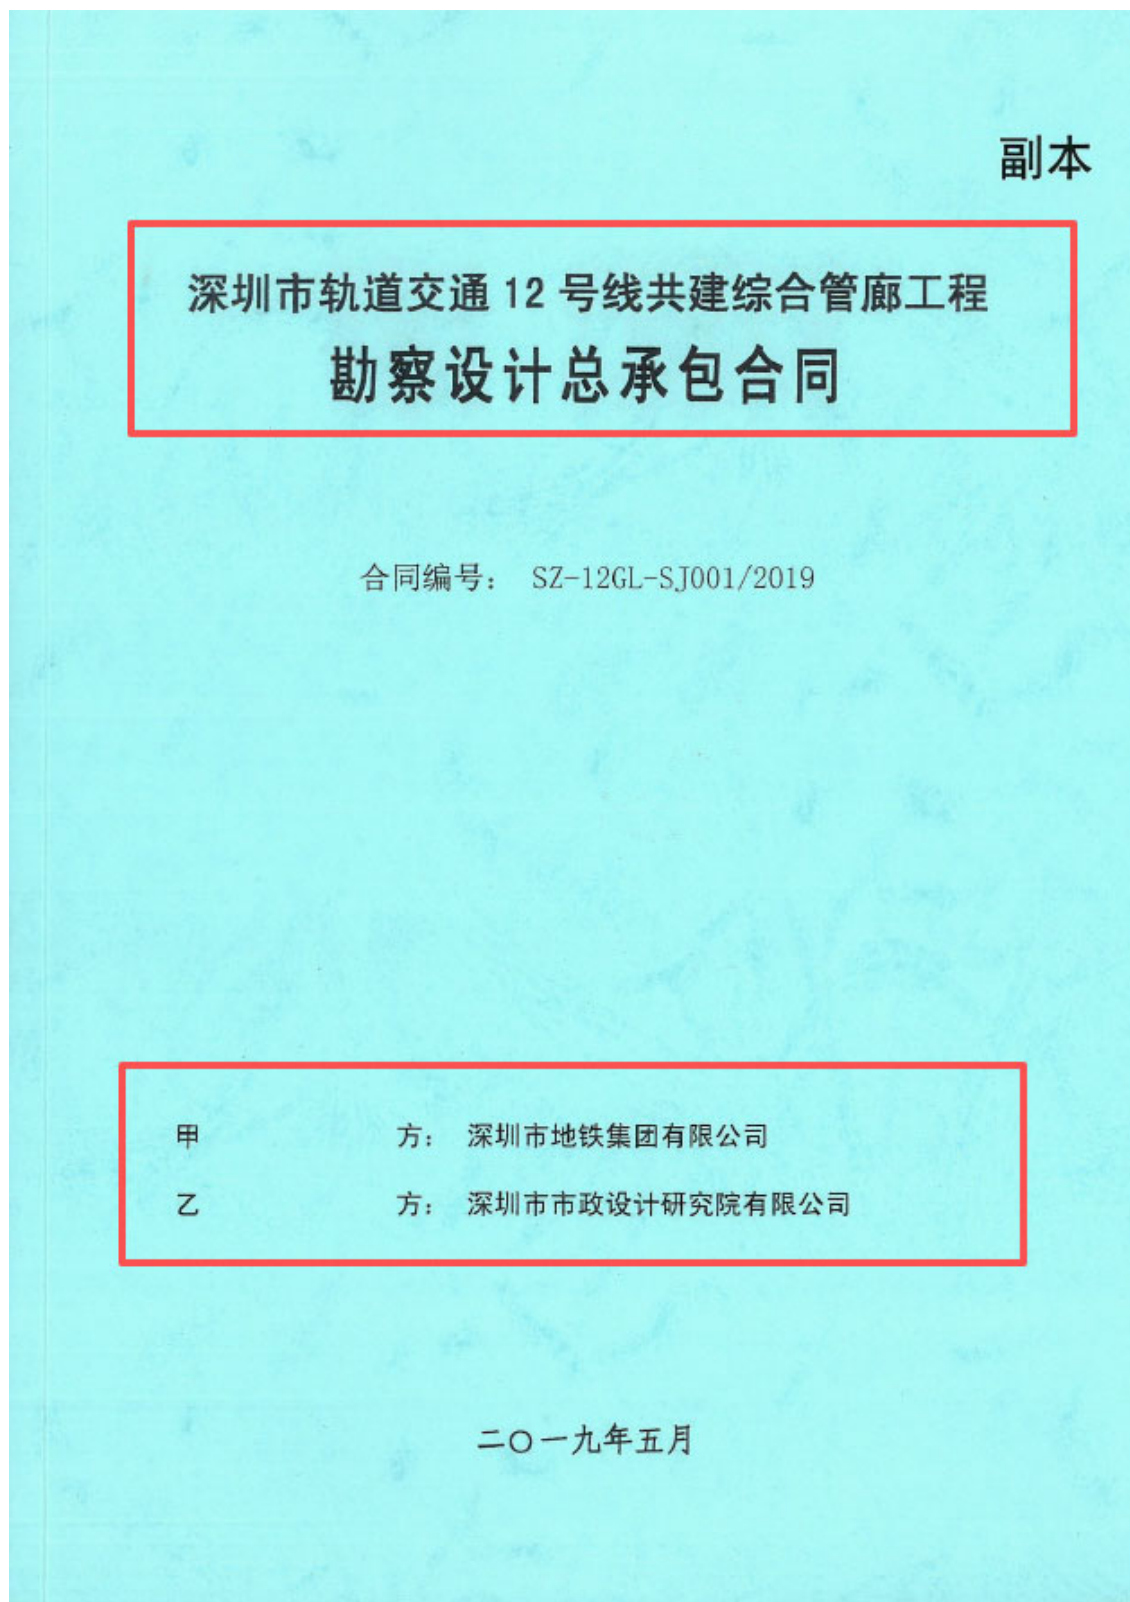 副本
深圳市轨道交通 12 号线共建综合管廊工程
勘察设计总承包合同
合同编号： SZ-12GL-SJ001/2019
甲 方： 深圳市地铁集团有限公司
乙 方： 深圳市市政设计研究院有限公司
二〇一九年五月